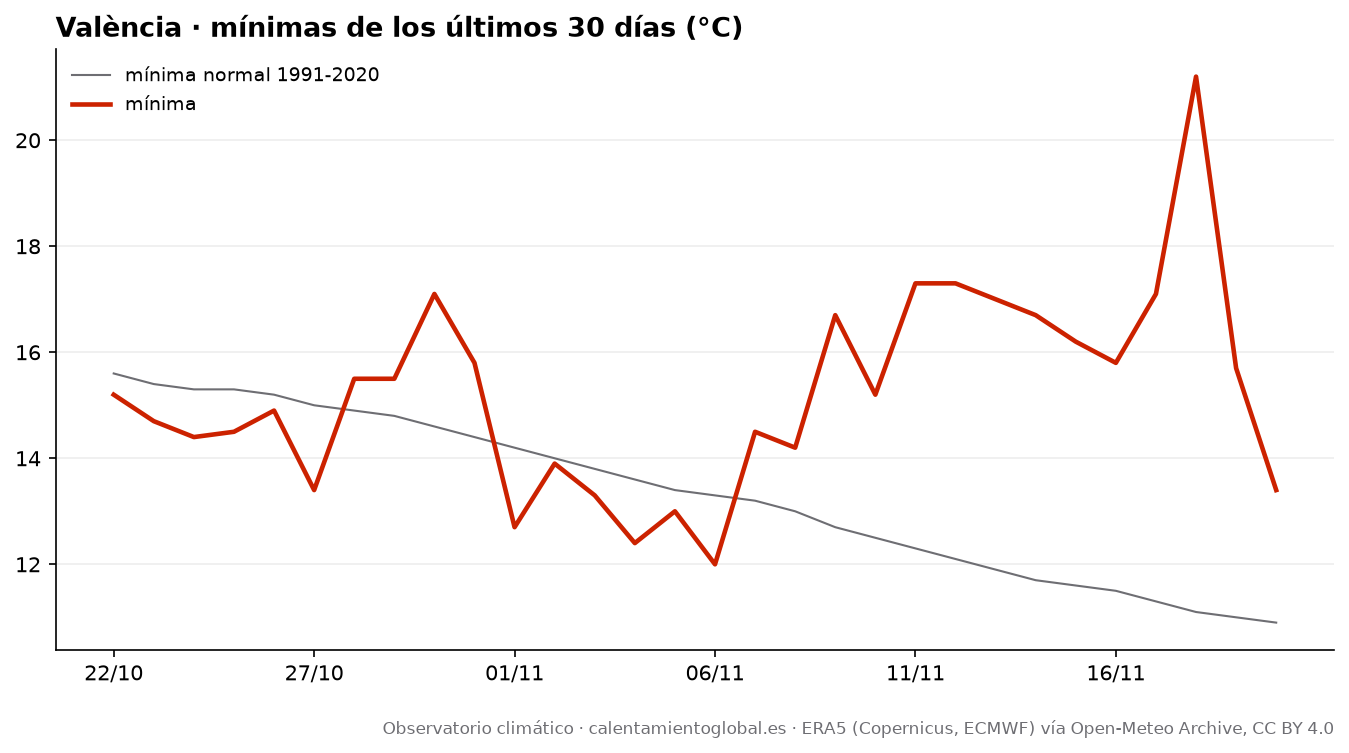 València · mínimas de los últimos 30 días (°C)
mínima normal 1991-2020
mínima
20
18
16
14
12
22/10 27/10 01/11 06/11 11/11 16/11
Observatorio climático · calentamientoglobal.es · ERA5 (Copernicus, ECMWF) vía Open-Meteo Archive, CC BY 4.0